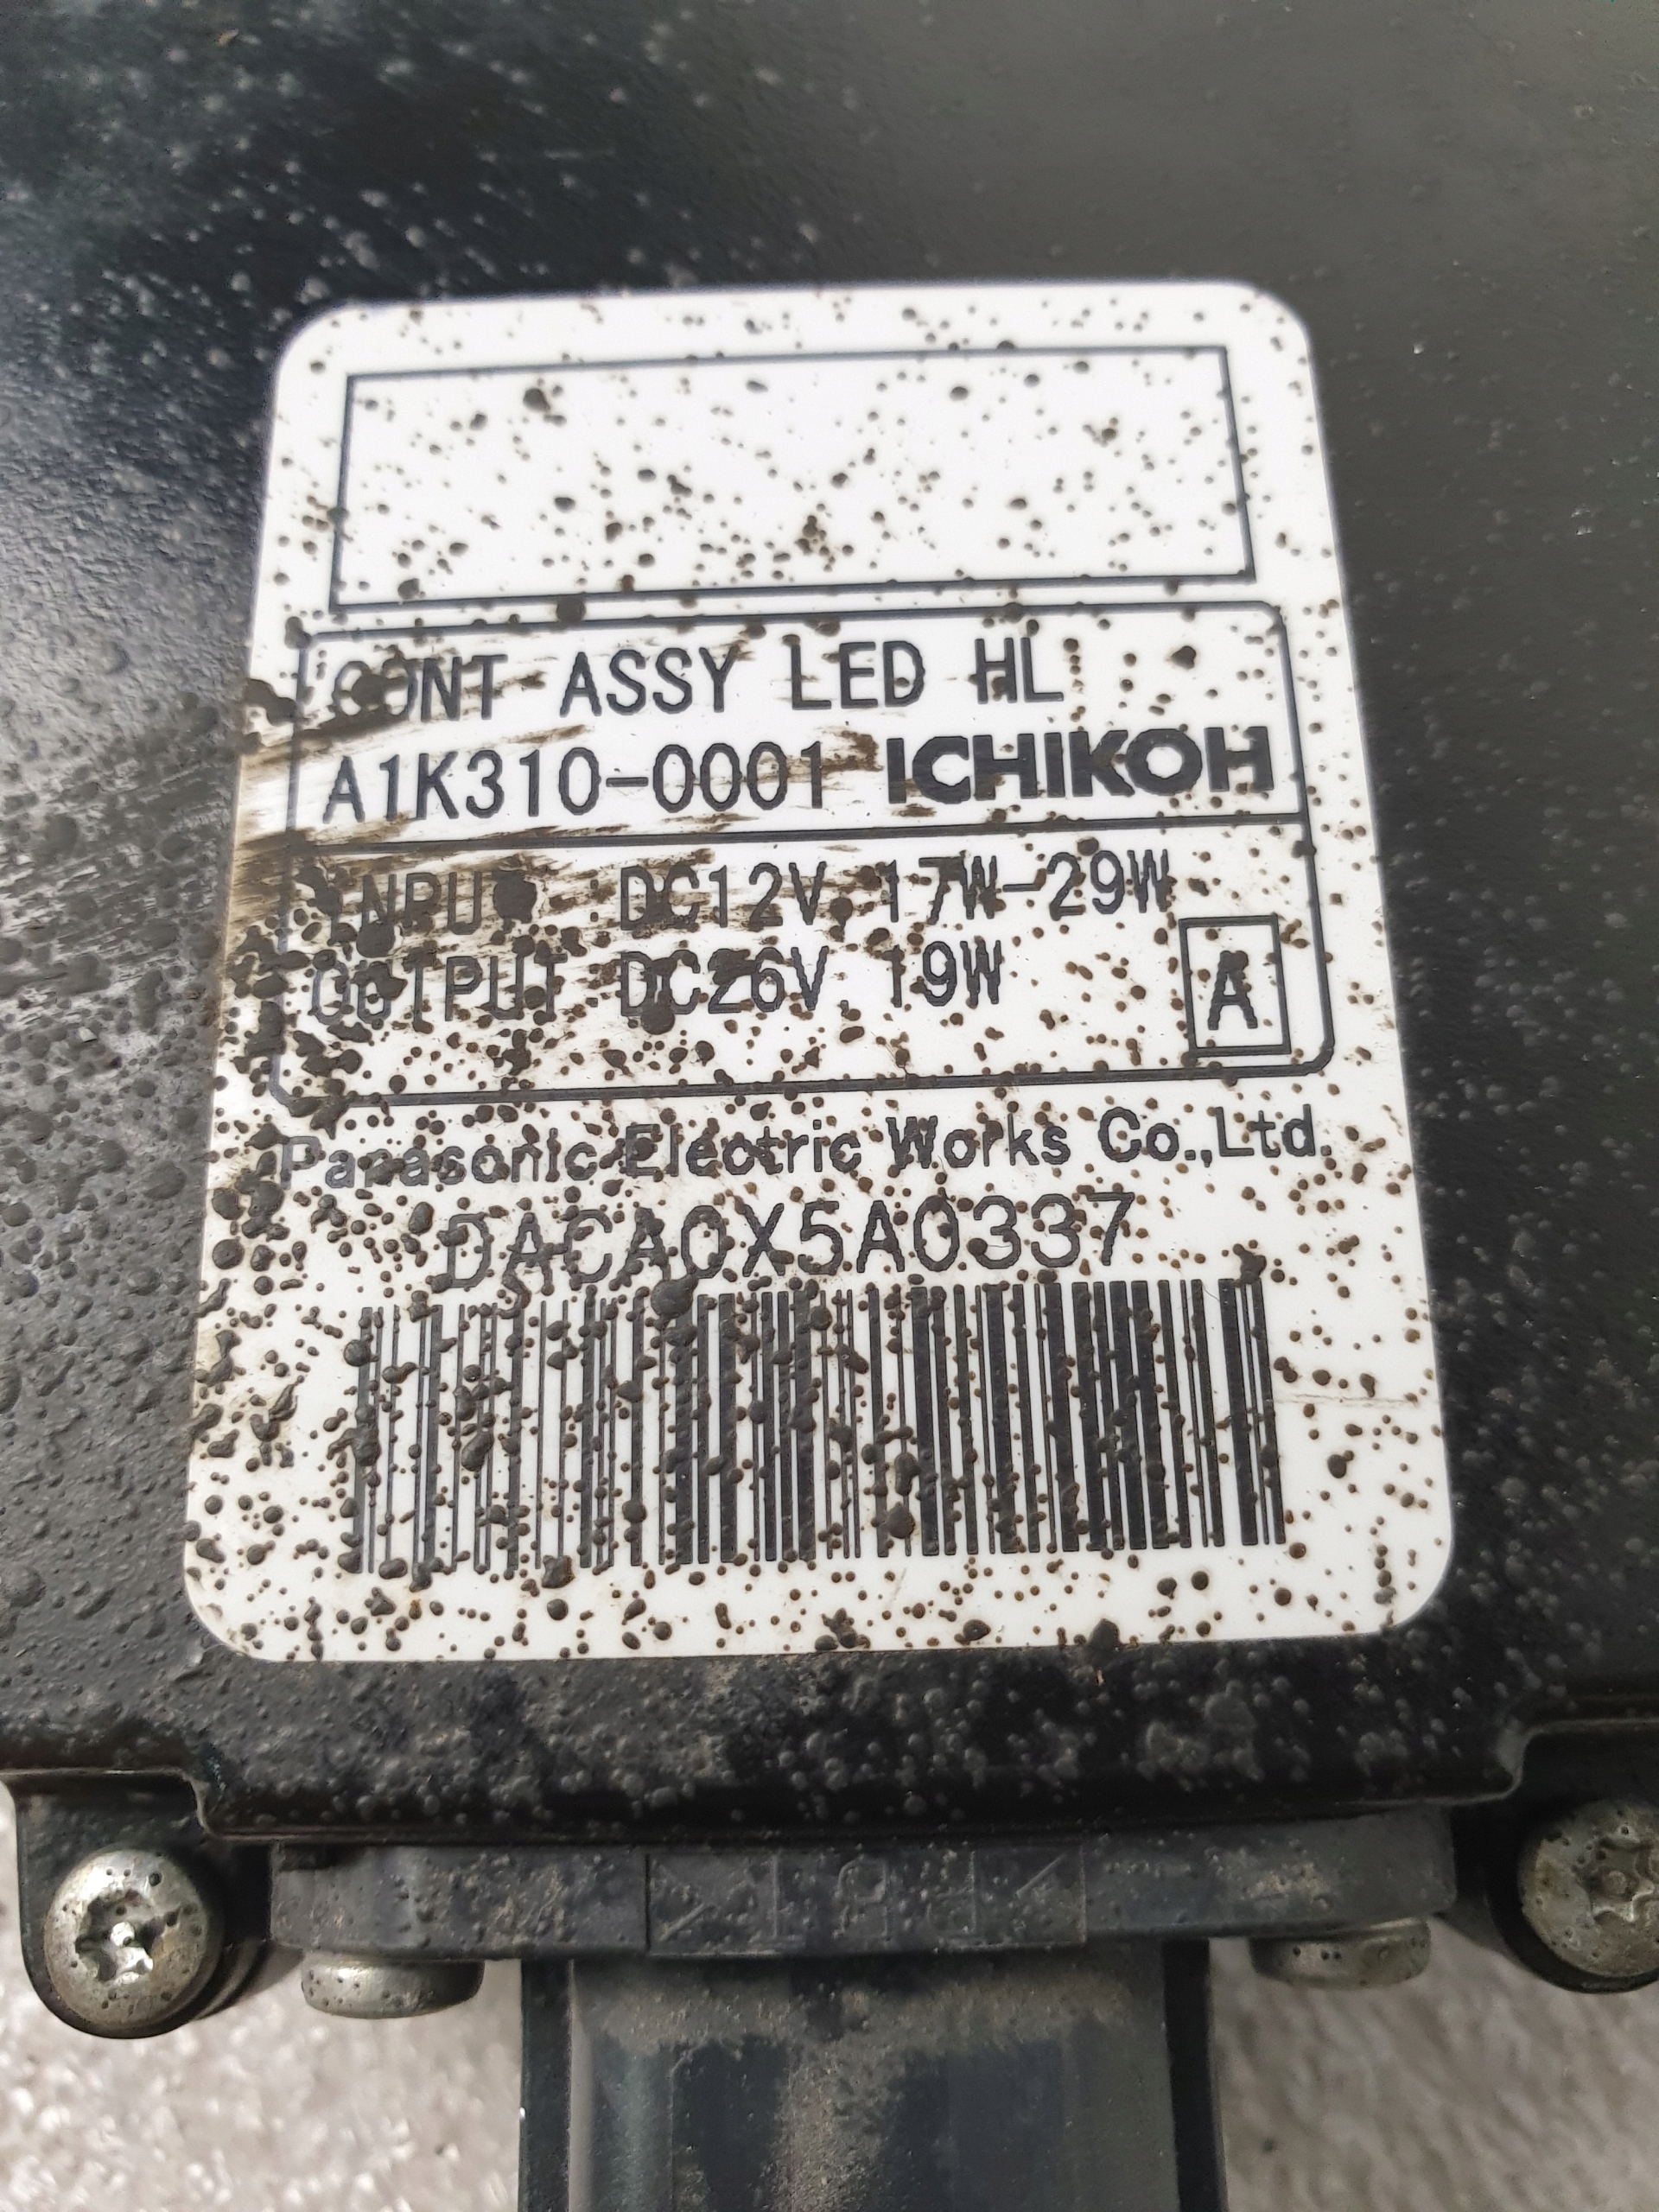 CONT ASSY LED HL
A1K310-0001 ICHIKOH
INPUT :DC12V, 17W-29W
OUTPUT DC26V, 19W
A
Panasonic Electric Works Co.,Ltd.
DACA0X5A0337